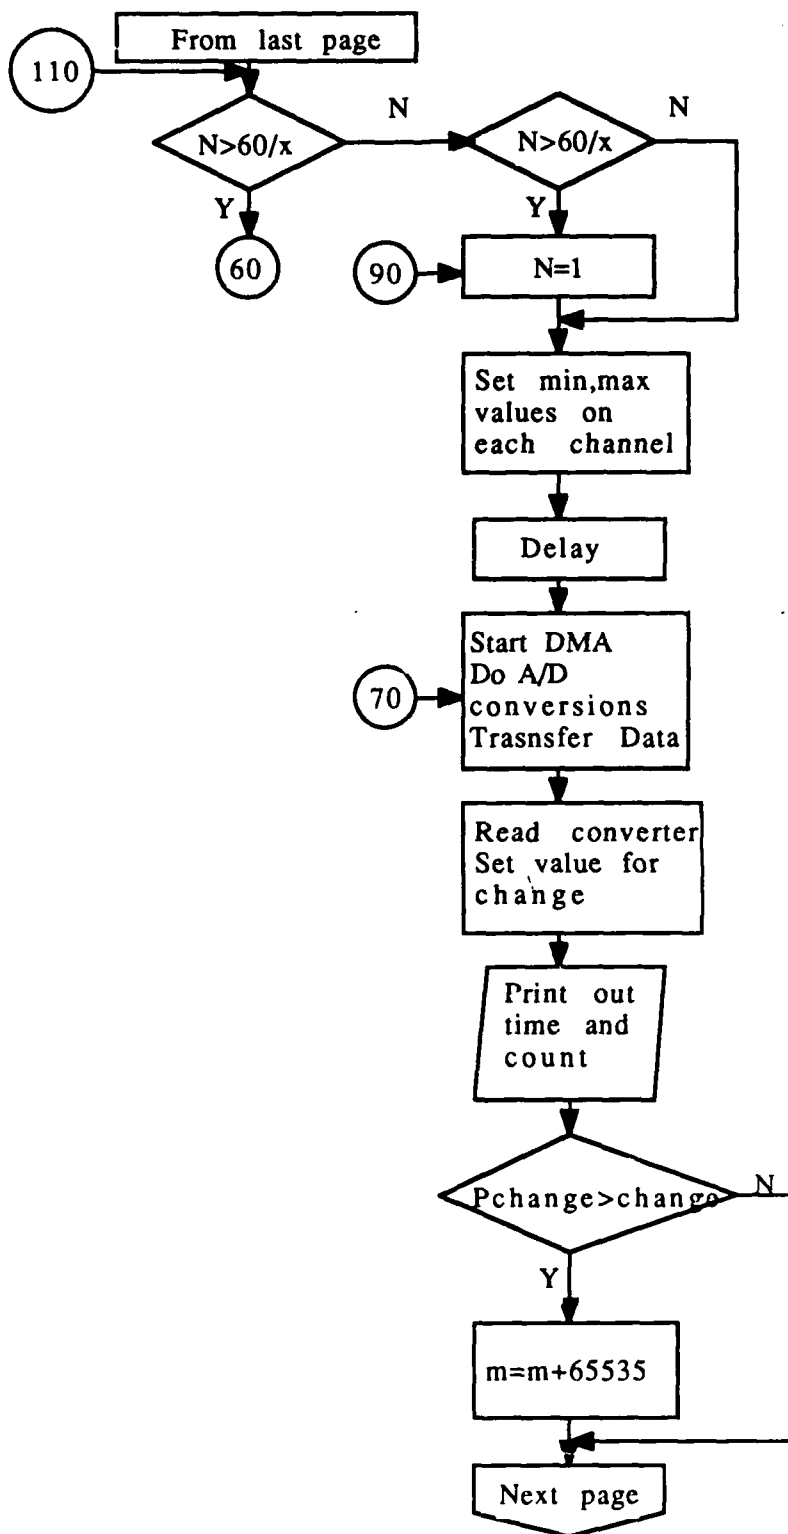 From last page
110
N>60/x
N
N>60/x
N
Y
60
Y
90
N=1
Set min,max
values on
each channel
Delay
70
Start DMA
Do A/D
conversions
Trasnsfer Data
Read converter
Set value for
change
Print out
time and
count
Pchange>change
N
Y
m=m+65535
Next page